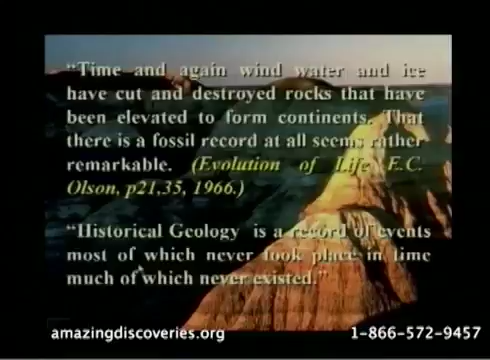 “Time and again wind water and ice
have cut and destroyed rocks that have
been elevated to form continents. That
there is a fossil record at all seems rather
remarkable. (Evolution of Life E.C.
Olson, p21,35, 1966.)
“Historical Geology is a record of events
most of which never took place in time
much of which never existed.”
amazingdiscoveries.org 1-866-572-9457